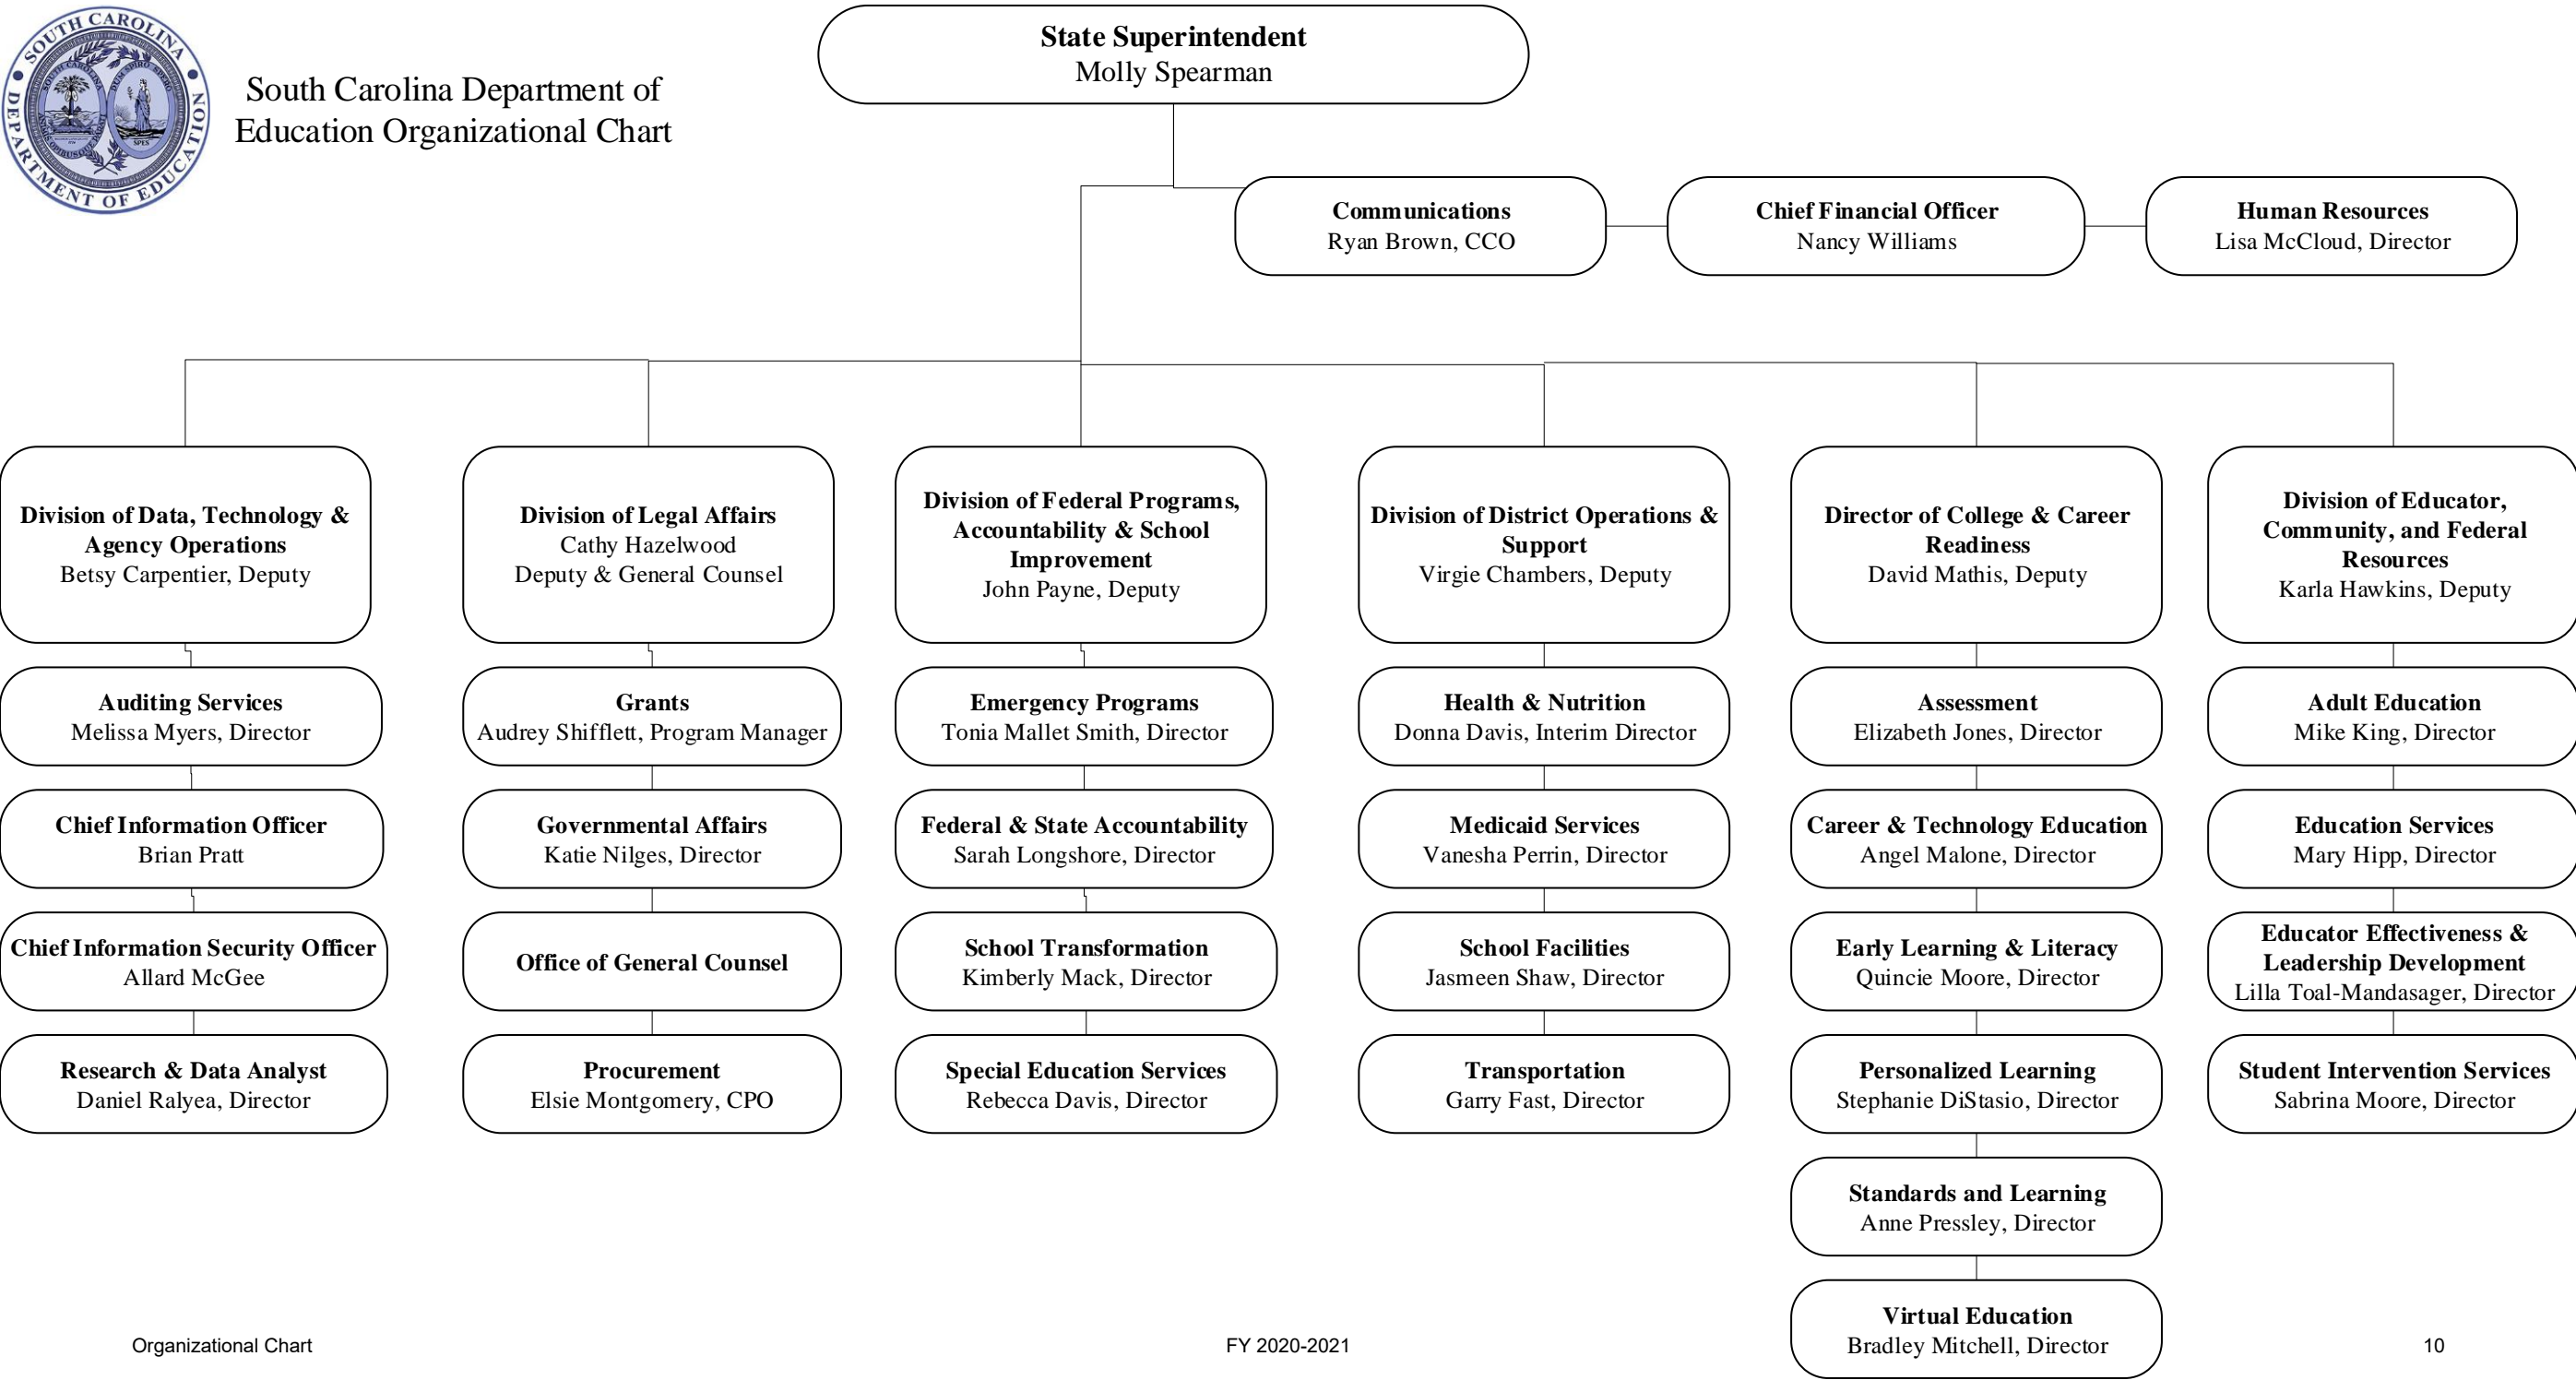 SOUTH CAROLINA
DEPARTMENT OF EDUCATION
SOUTH CAROLINA
DUM SPIRO SPERO
SPES
South Carolina Department of
Education Organizational Chart
State Superintendent
Molly Spearman
Communications
Ryan Brown, CCO
Chief Financial Officer
Nancy Williams
Human Resources
Lisa McCloud, Director
Division of Data, Technology &
Agency Operations
Betsy Carpentier, Deputy
Auditing Services
Melissa Myers, Director
Chief Information Officer
Brian Pratt
Chief Information Security Officer
Allard McGee
Research & Data Analyst
Daniel Ralyea, Director
Division of Legal Affairs
Cathy Hazelwood
Deputy & General Counsel
Grants
Audrey Shifflett, Program Manager
Governmental Affairs
Katie Nilges, Director
Office of General Counsel
Procurement
Elsie Montgomery, CPO
Division of Federal Programs,
Accountability & School
Improvement
John Payne, Deputy
Emergency Programs
Tonia Mallet Smith, Director
Federal & State Accountability
Sarah Longshore, Director
School Transformation
Kimberly Mack, Director
Special Education Services
Rebecca Davis, Director
Division of District Operations &
Support
Virgie Chambers, Deputy
Health & Nutrition
Donna Davis, Interim Director
Medicaid Services
Vanesha Perrin, Director
School Facilities
Jasmeen Shaw, Director
Transportation
Garry Fast, Director
Director of College & Career
Readiness
David Mathis, Deputy
Assessment
Elizabeth Jones, Director
Career & Technology Education
Angel Malone, Director
Early Learning & Literacy
Quincie Moore, Director
Personalized Learning
Stephanie DiStasio, Director
Standards and Learning
Anne Pressley, Director
Virtual Education
Bradley Mitchell, Director
Division of Educator,
Community, and Federal
Resources
Karla Hawkins, Deputy
Adult Education
Mike King, Director
Education Services
Mary Hipp, Director
Educator Effectiveness &
Leadership Development
Lilla Toal-Mandasager, Director
Student Intervention Services
Sabrina Moore, Director
Organizational Chart
FY 2020-2021
10